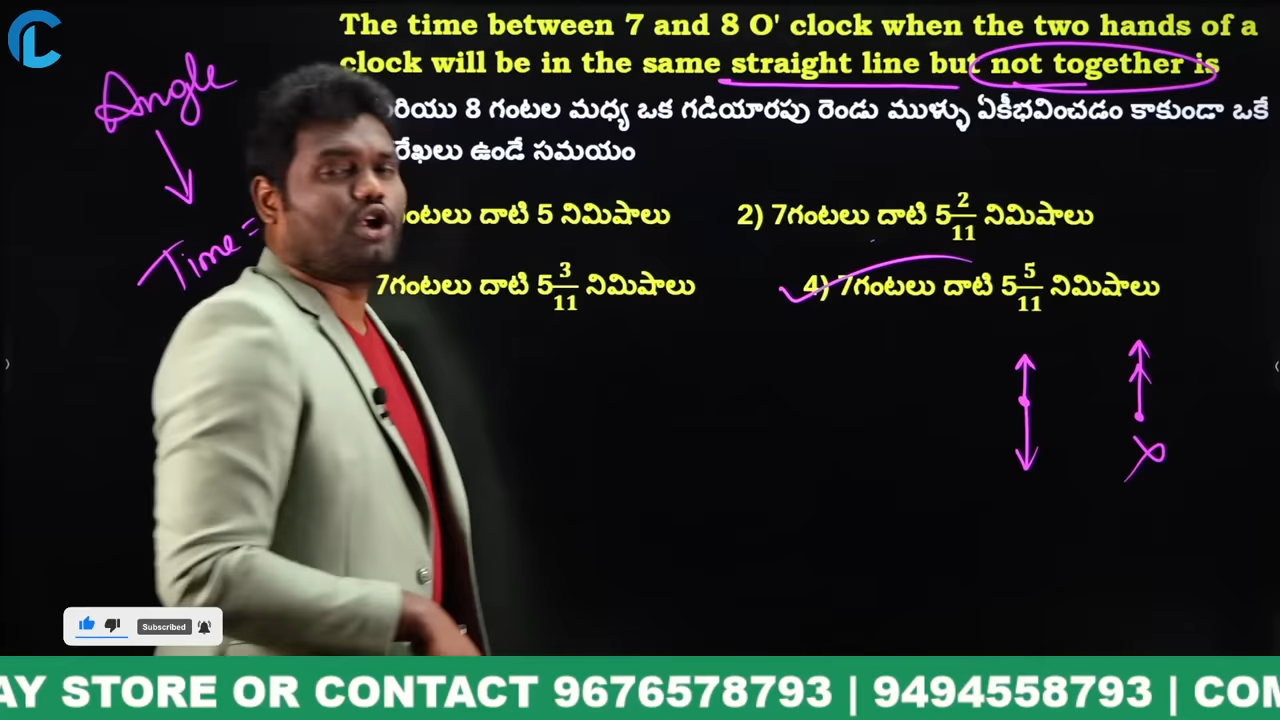 The time between 7 and 8 O' clock when the two hands of a
clock will be in the same straight line but not together is
8 గంటల మధ్య ఒక గడియారపు రెండు ముళ్ళు ఏకీభవించడం కాకుండా ఒకే
రేఖలు ఉండే సమయం
Angle
Time =
దాటి 5 నిమిషాలు
2) 7గంటలు దాటి 5 2/11 నిమిషాలు
7గంటలు దాటి 5 3/11 నిమిషాలు
4) 7గంటలు దాటి 5 5/11 నిమిషాలు
Subscribed
AY STORE OR CONTACT 9676578793 | 9494558793 | COM